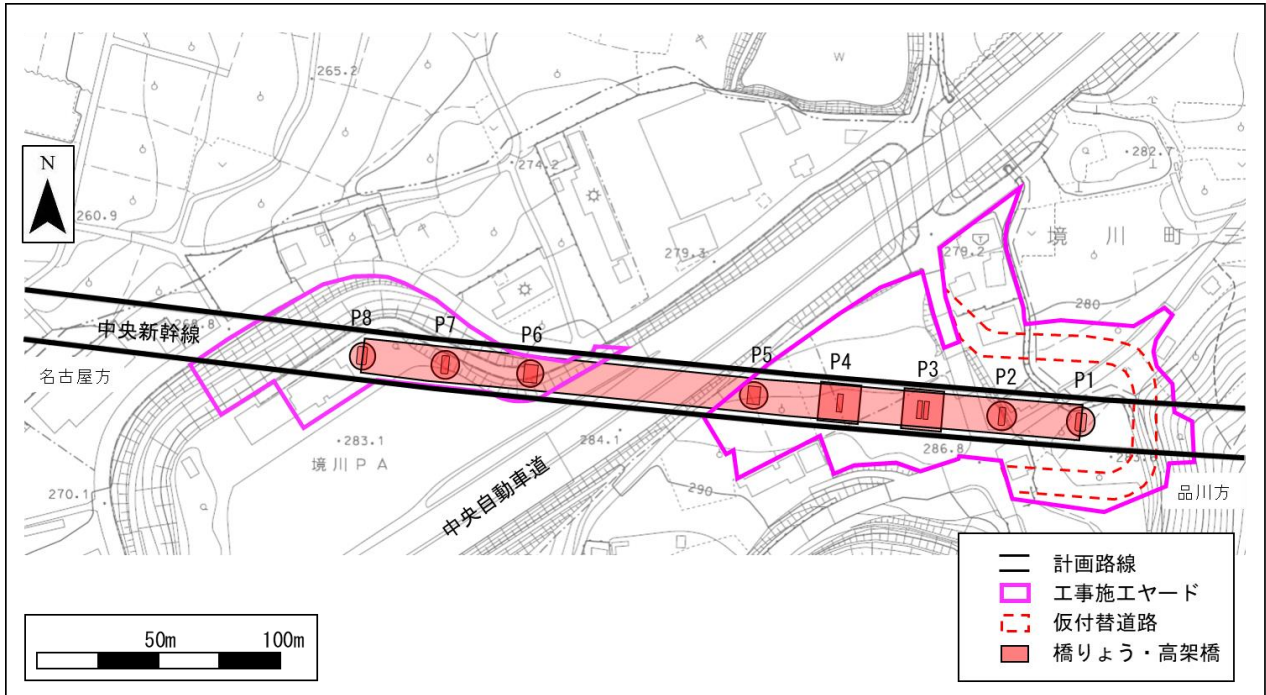 265.2
W
282.7
N
274.2
260.9
279.3
279.2
境川町三
280
中央新幹線
P8
P7
P6
P5
P4
P3
P2
P1
名古屋方
283.1
境川PA
284.1
286.8
270.1
290
中央自動車道
品川方
計画路線
工事施工ヤード
仮付替道路
橋りょう・高架橋
50m
100m